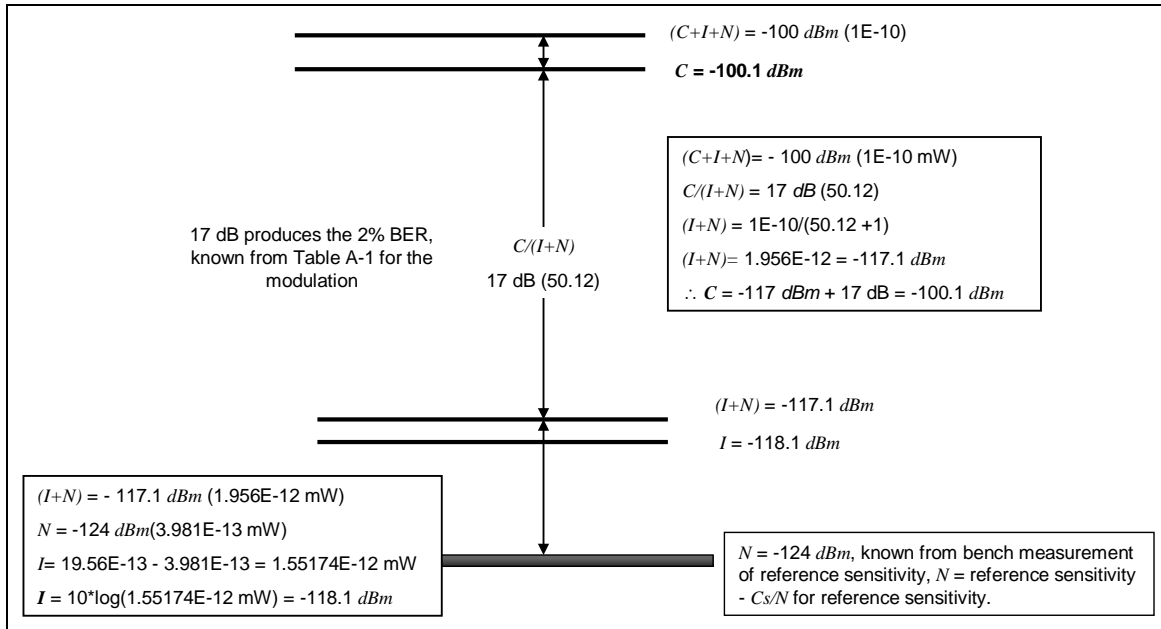 (C+I+N) = -100 dBm (1E-10)
C = -100.1 dBm
(C+I+N)= - 100 dBm (1E-10 mW)
C/(I+N) = 17 dB (50.12)
(I+N) = 1E-10/(50.12 +1)
(I+N)= 1.956E-12 = -117.1 dBm
∴ C = -117 dBm + 17 dB = -100.1 dBm
17 dB produces the 2% BER,
known from Table A-1 for the
modulation
C/(I+N)
17 dB (50.12)
(I+N) = -117.1 dBm
I = -118.1 dBm
(I+N) = - 117.1 dBm (1.956E-12 mW)
N = -124 dBm(3.981E-13 mW)
I= 19.56E-13 - 3.981E-13 = 1.55174E-12 mW
I = 10*log(1.55174E-12 mW) = -118.1 dBm
N = -124 dBm, known from bench measurement
of reference sensitivity, N = reference sensitivity
- Cs/N for reference sensitivity.